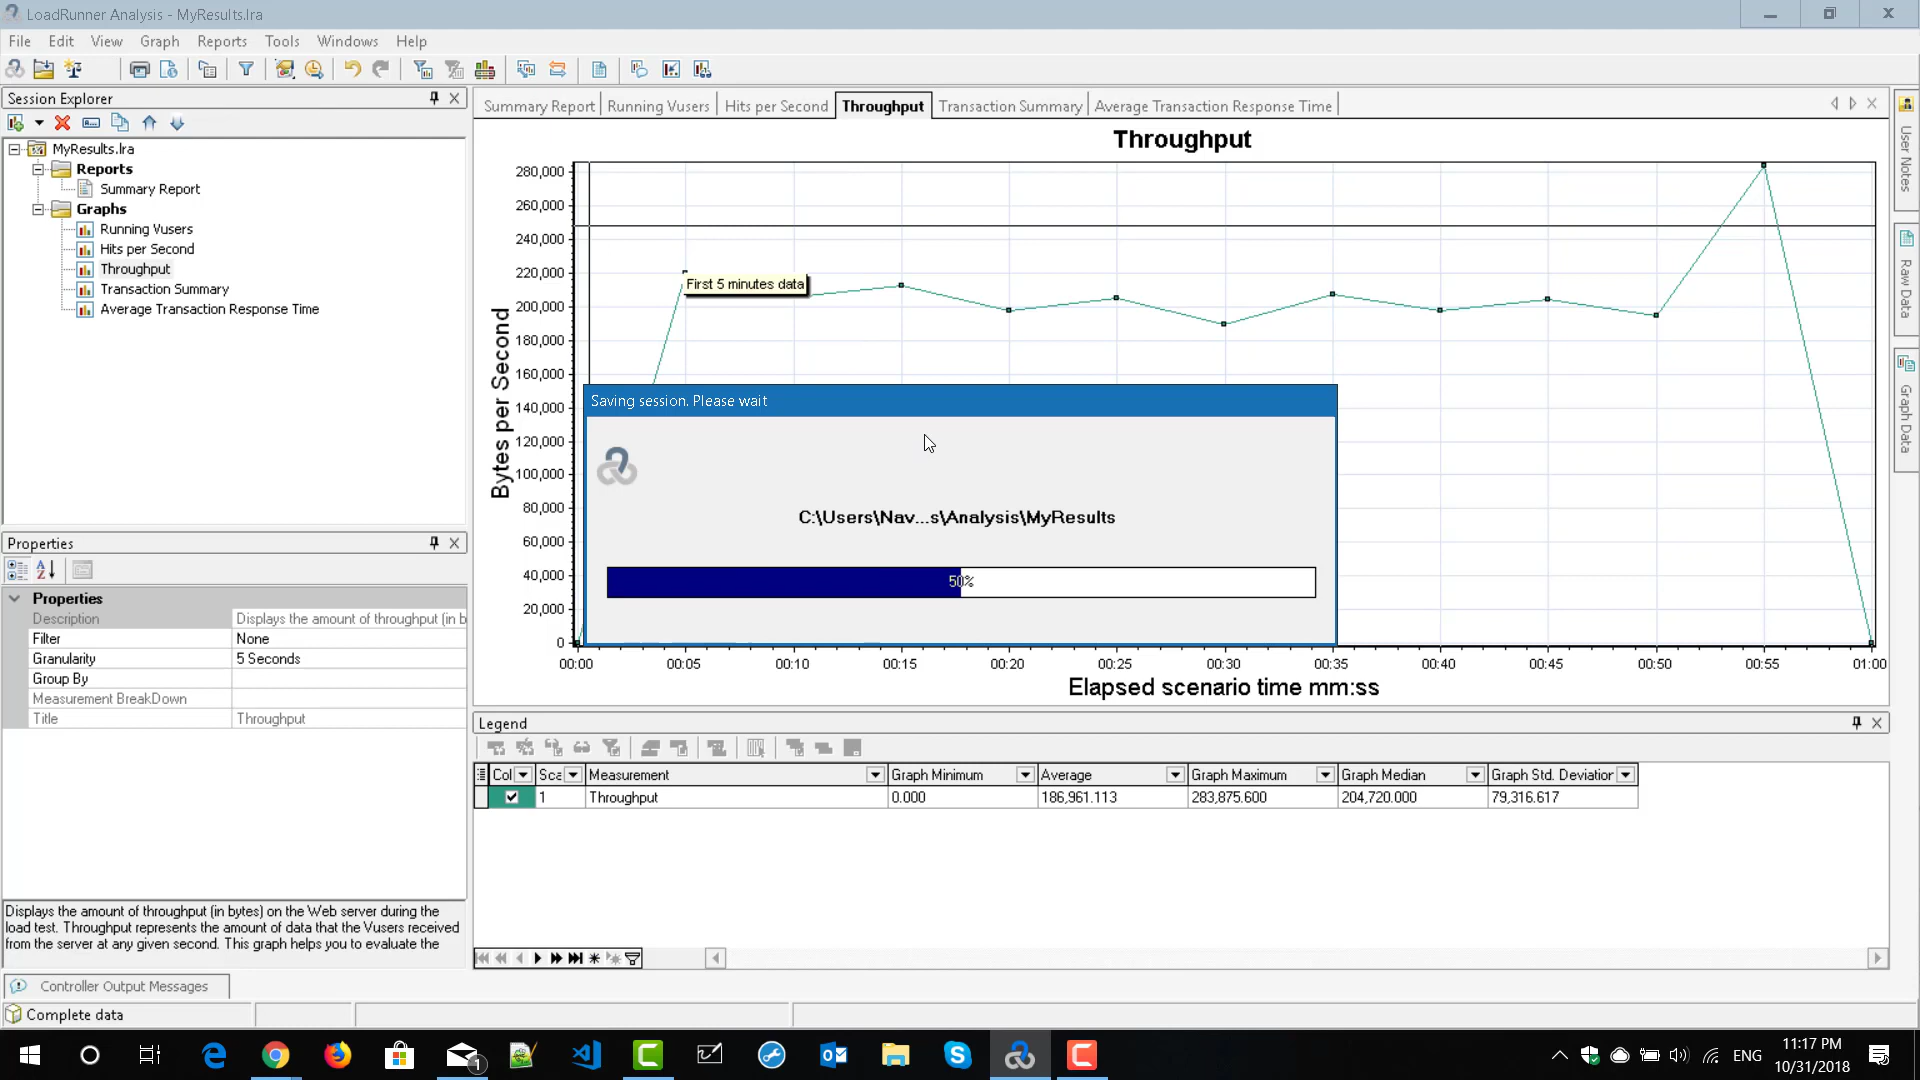 LoadRunner Analysis - MyResults.lra
File Edit View Graph Reports Tools Windows Help
Session Explorer
MyResults.lra
Reports
Summary Report
Graphs
Running Vusers
Hits per Second
Throughput
Transaction Summary
Average Transaction Response Time
Properties
Properties
Description Displays the amount of throughput (in b
Filter None
Granularity 5 Seconds
Group By
Measurement BreakDown
Title Throughput
Displays the amount of throughput (in bytes) on the Web server during the
load test. Throughput represents the amount of data that the Vusers received
from the server at any given second. This graph helps you to evaluate the
Summary Report Running Vusers Hits per Second Throughput Transaction Summary Average Transaction Response Time
Throughput
Bytes per Second
280,000
260,000
240,000
220,000
200,000
180,000
160,000
140,000
120,000
100,000
80,000
60,000
40,000
20,000
0
First 5 minutes data
Saving session. Please wait
C:\Users\Nav...s\Analysis\MyResults
50%
00:00 00:05 00:10 00:15 00:20 00:25 00:30 00:35 00:40 00:45 00:50 00:55 01:00
Elapsed scenario time mm:ss
User Notes
Raw Data
Graph Data
Legend
Col Sca Measurement Graph Minimum Average Graph Maximum Graph Median Graph Std. Deviation
1 Throughput 0.000 186,961.113 283,875.600 204,720.000 79,316.617
Controller Output Messages
Complete data
1
ENG
11:17 PM
10/31/2018